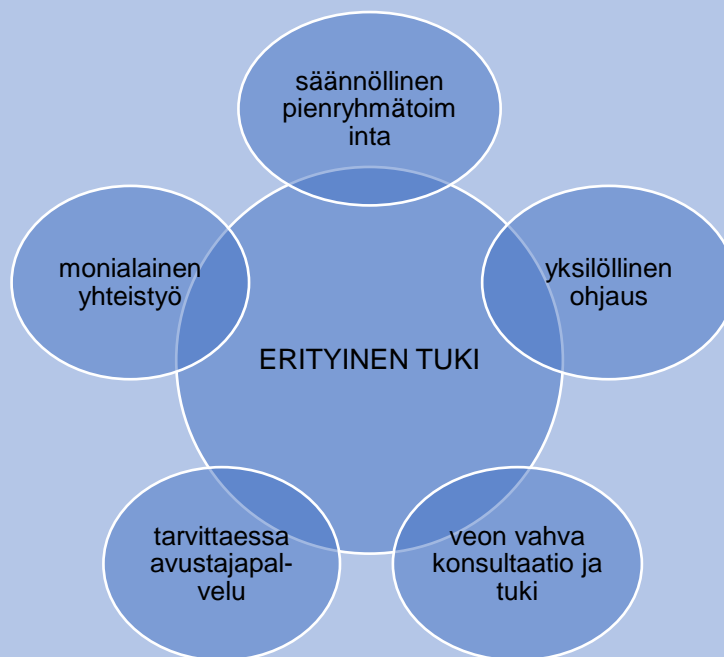 säännöllinen
pienryhmätoim
inta
monialainen
yhteistyö
yksilöllinen
ohjaus
ERITYINEN TUKI
tarvittaessa
avustajapal-
velu
veon vahva
konsultaatio ja
tuki